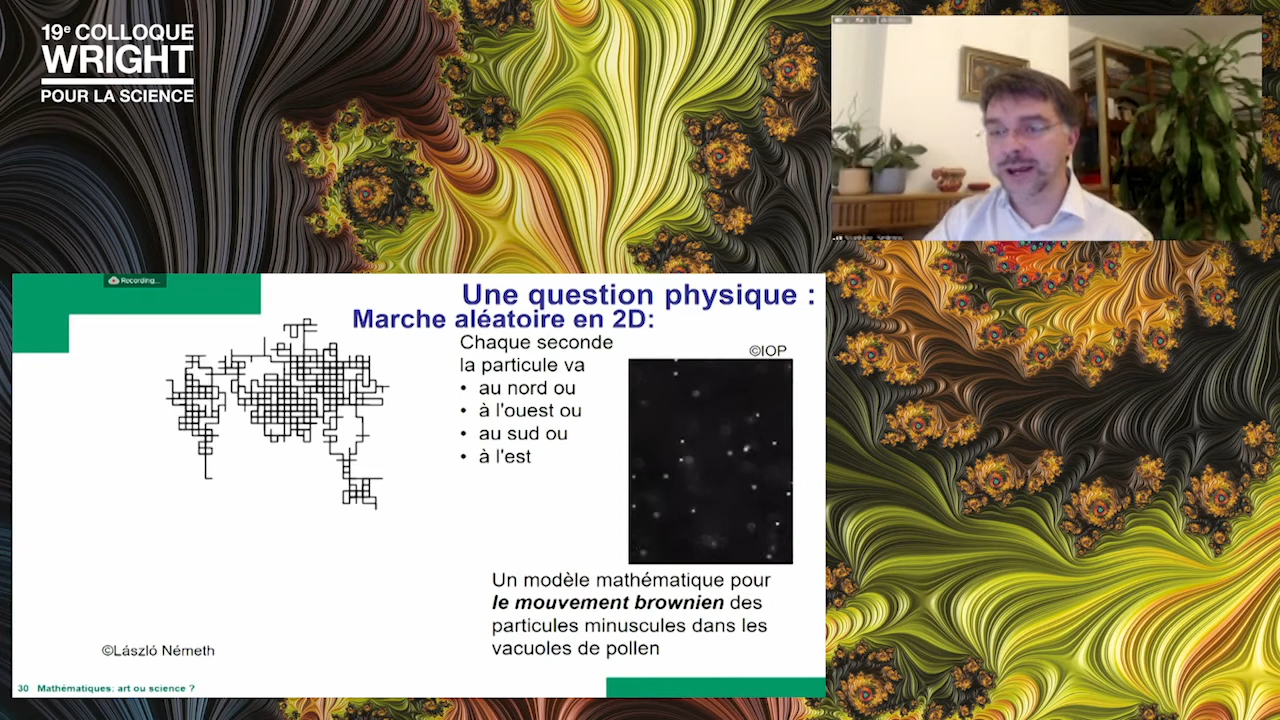 19e COLLOQUE
WRIGHT
POUR LA SCIENCE
Recording...
Une question physique :
Marche aléatoire en 2D:
Chaque seconde
la particule va
• au nord ou
• à l'ouest ou
• au sud ou
• à l'est
©IOP
Un modèle mathématique pour
le mouvement brownien des
particules minuscules dans les
vacuoles de pollen
©László Németh
30 Mathématiques: art ou science ?